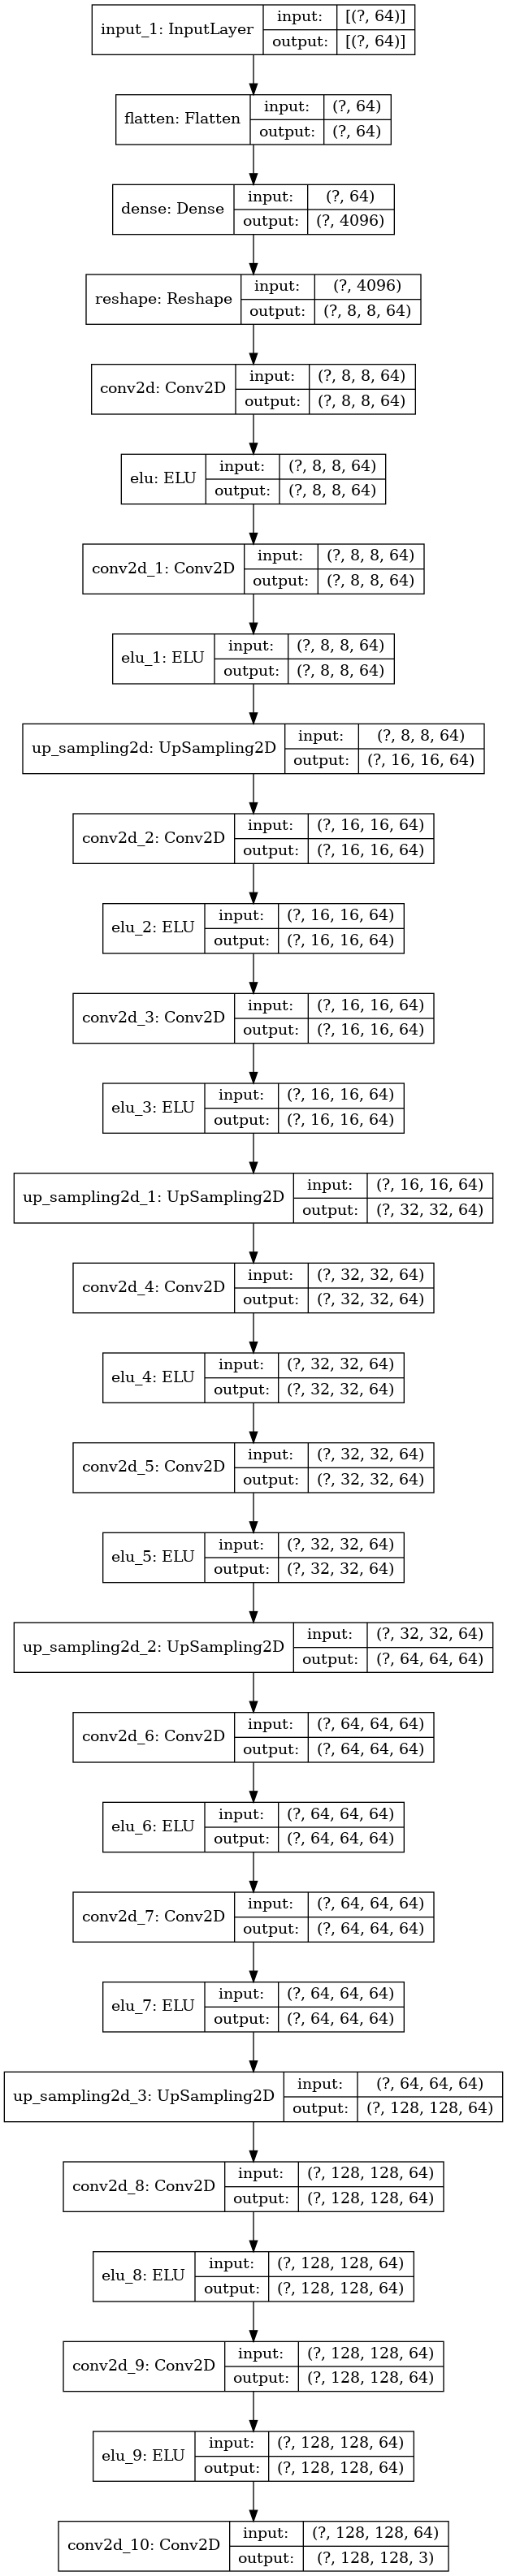 input_1: InputLayer
input: [(?, 64)]
output: [(?, 64)]
flatten: Flatten
input: (?, 64)
output: (?, 64)
dense: Dense
input: (?, 64)
output: (?, 4096)
reshape: Reshape
input: (?, 4096)
output: (?, 8, 8, 64)
conv2d: Conv2D
input: (?, 8, 8, 64)
output: (?, 8, 8, 64)
elu: ELU
input: (?, 8, 8, 64)
output: (?, 8, 8, 64)
conv2d_1: Conv2D
input: (?, 8, 8, 64)
output: (?, 8, 8, 64)
elu_1: ELU
input: (?, 8, 8, 64)
output: (?, 8, 8, 64)
up_sampling2d: UpSampling2D
input: (?, 8, 8, 64)
output: (?, 16, 16, 64)
conv2d_2: Conv2D
input: (?, 16, 16, 64)
output: (?, 16, 16, 64)
elu_2: ELU
input: (?, 16, 16, 64)
output: (?, 16, 16, 64)
conv2d_3: Conv2D
input: (?, 16, 16, 64)
output: (?, 16, 16, 64)
elu_3: ELU
input: (?, 16, 16, 64)
output: (?, 16, 16, 64)
up_sampling2d_1: UpSampling2D
input: (?, 16, 16, 64)
output: (?, 32, 32, 64)
conv2d_4: Conv2D
input: (?, 32, 32, 64)
output: (?, 32, 32, 64)
elu_4: ELU
input: (?, 32, 32, 64)
output: (?, 32, 32, 64)
conv2d_5: Conv2D
input: (?, 32, 32, 64)
output: (?, 32, 32, 64)
elu_5: ELU
input: (?, 32, 32, 64)
output: (?, 32, 32, 64)
up_sampling2d_2: UpSampling2D
input: (?, 32, 32, 64)
output: (?, 64, 64, 64)
conv2d_6: Conv2D
input: (?, 64, 64, 64)
output: (?, 64, 64, 64)
elu_6: ELU
input: (?, 64, 64, 64)
output: (?, 64, 64, 64)
conv2d_7: Conv2D
input: (?, 64, 64, 64)
output: (?, 64, 64, 64)
elu_7: ELU
input: (?, 64, 64, 64)
output: (?, 64, 64, 64)
up_sampling2d_3: UpSampling2D
input: (?, 64, 64, 64)
output: (?, 128, 128, 64)
conv2d_8: Conv2D
input: (?, 128, 128, 64)
output: (?, 128, 128, 64)
elu_8: ELU
input: (?, 128, 128, 64)
output: (?, 128, 128, 64)
conv2d_9: Conv2D
input: (?, 128, 128, 64)
output: (?, 128, 128, 64)
elu_9: ELU
input: (?, 128, 128, 64)
output: (?, 128, 128, 64)
conv2d_10: Conv2D
input: (?, 128, 128, 64)
output: (?, 128, 128, 3)